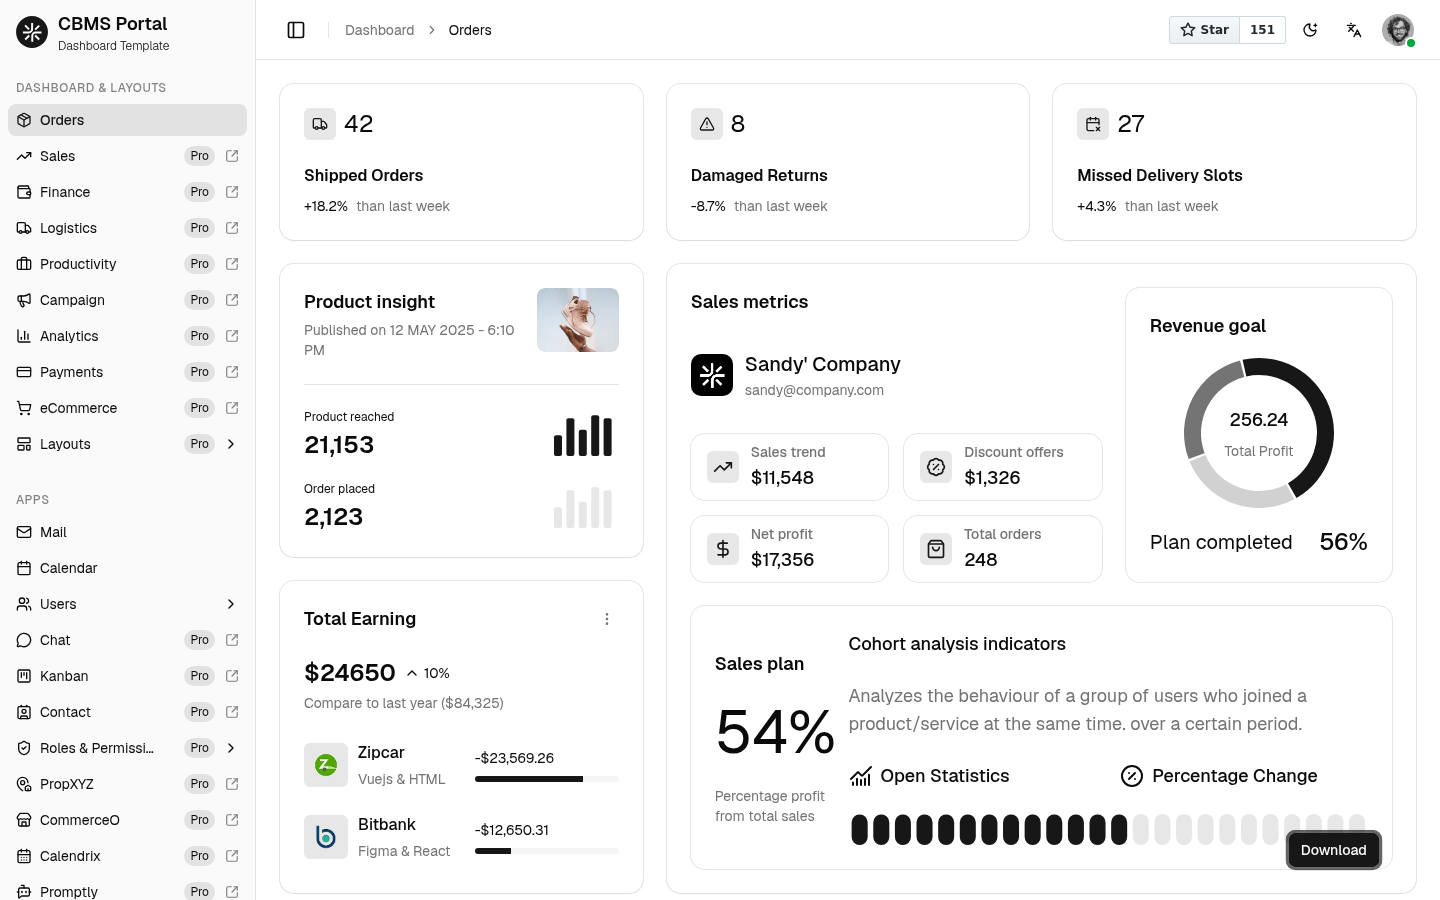 CBMS Portal
Dashboard Template
DASHBOARD & LAYOUTS
Orders
Sales Pro
Finance Pro
Logistics Pro
Productivity Pro
Campaign Pro
Analytics Pro
Payments Pro
eCommerce Pro
Layouts Pro
APPS
Mail
Calendar
Users
Chat Pro
Kanban Pro
Contact Pro
Roles & Permissi... Pro
PropXYZ Pro
CommerceO Pro
Calendrix Pro
Promptly Pro
Dashboard Orders
Star 151
42
Shipped Orders
+18.2% than last week
8
Damaged Returns
-8.7% than last week
27
Missed Delivery Slots
+4.3% than last week
Product insight
Published on 12 MAY 2025 - 6:10
PM
Product reached
21,153
Order placed
2,123
Total Earning
$24650 10%
Compare to last year ($84,325)
Zipcar
Vuejs & HTML
-$23,569.26
Bitbank
Figma & React
-$12,650.31
Sales metrics
Sandy' Company
sandy@company.com
Sales trend
$11,548
Discount offers
$1,326
Net profit
$17,356
Total orders
248
Revenue goal
256.24
Total Profit
Plan completed 56%
Sales plan
54%
Percentage profit
from total sales
Cohort analysis indicators
Analyzes the behaviour of a group of users who joined a
product/service at the same time. over a certain period.
Open Statistics
Percentage Change
Download